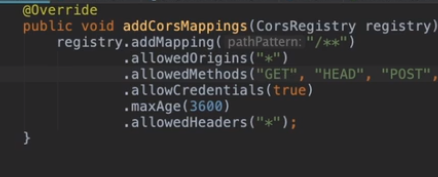 @Override
public void addCorsMappings(CorsRegistry registry)
registry.addMapping( pathPattern: "/**")
.allowedOrigins("*")
.allowedMethods("GET", "HEAD", "POST",
.allowCredentials(true)
.maxAge(3600)
.allowedHeaders("*");
}